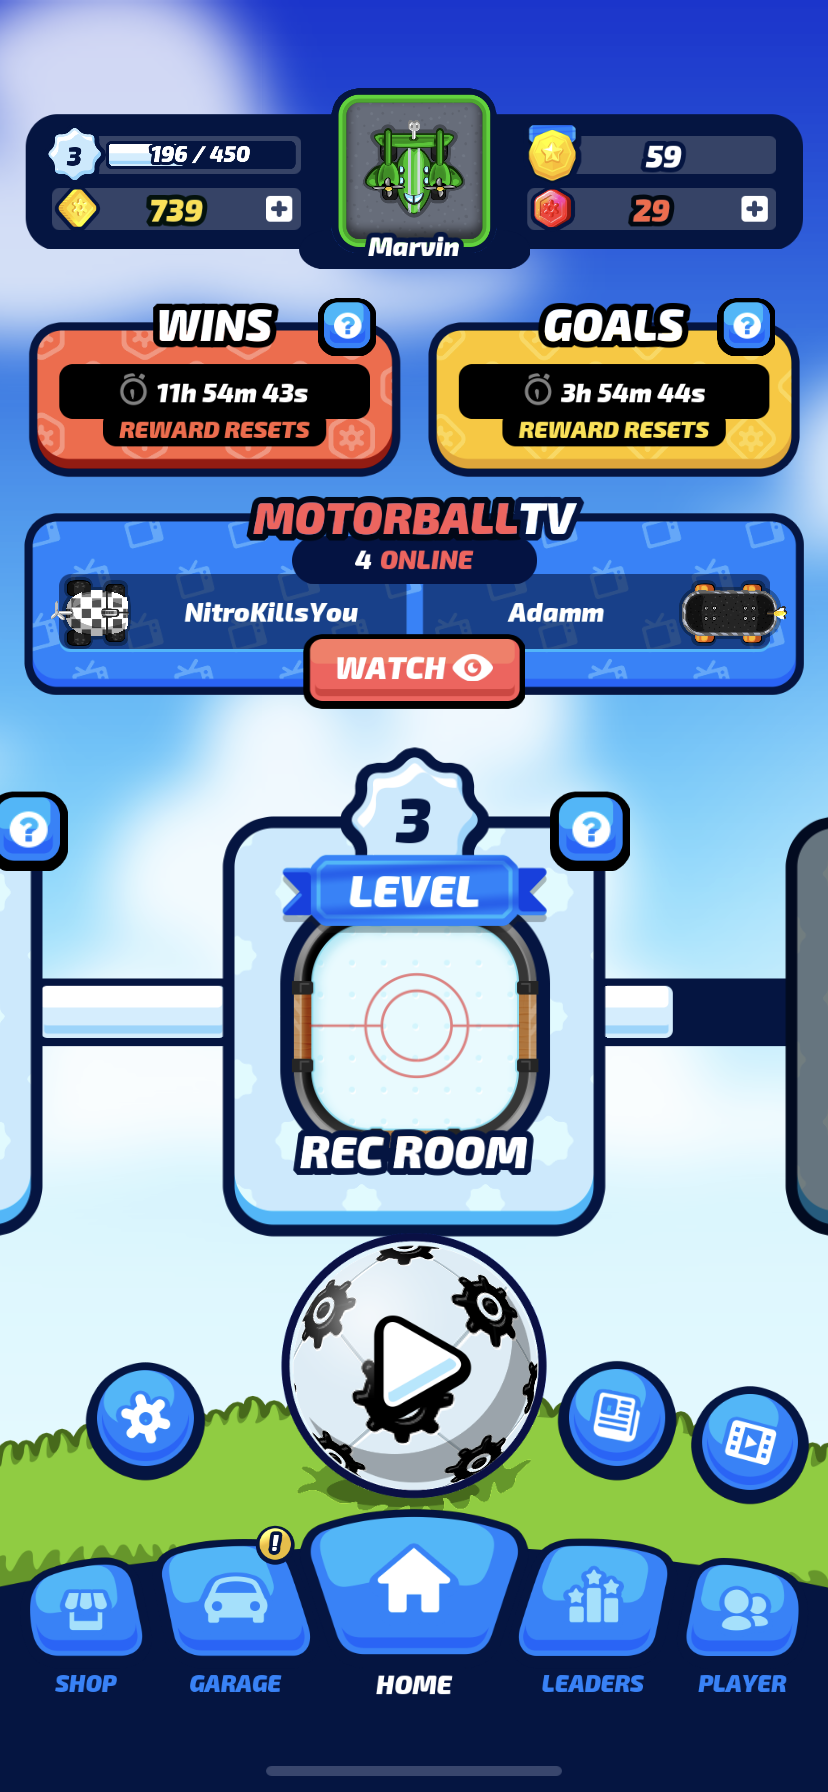 3
196 / 450
59
739
29
Marvin
WINS
GOALS
11h 54m 43s
3h 54m 44s
REWARD RESETS
REWARD RESETS
MOTORBALLTV
4 ONLINE
NitroKillsYou
Adamm
WATCH
3
LEVEL
REC ROOM
SHOP
GARAGE
HOME
LEADERS
PLAYER